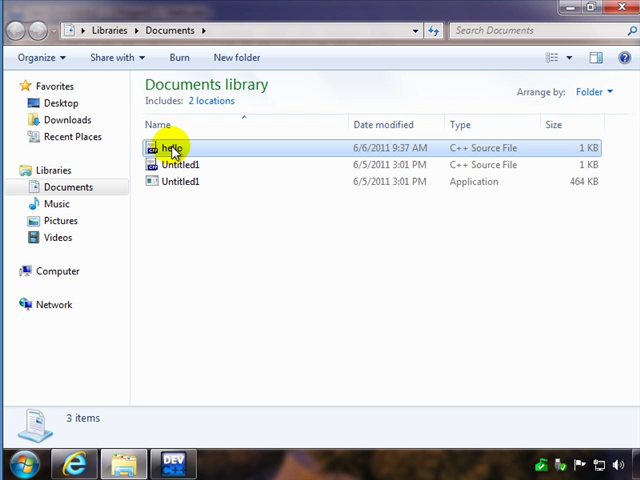 Libraries Documents
Search Documents
Organize Share with Burn New folder
Favorites
Desktop
Downloads
Recent Places
Libraries
Documents
Music
Pictures
Videos
Computer
Network
Documents library
Includes: 2 locations
Arrange by: Folder
Name Date modified Type Size
hello 6/6/2011 9:37 AM C++ Source File 1 KB
Untitled1 6/5/2011 3:01 PM C++ Source File 1 KB
Untitled1 6/5/2011 3:01 PM Application 464 KB
3 items
DEV